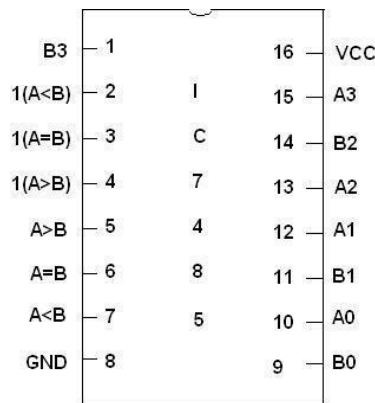 B3 1 16 VCC
1(A<B) 2 I 15 A3
1(A=B) 3 C 14 B2
1(A>B) 4 7 13 A2
A>B 5 4 12 A1
A=B 6 8 11 B1
A<B 7 5 10 A0
GND 8 9 B0